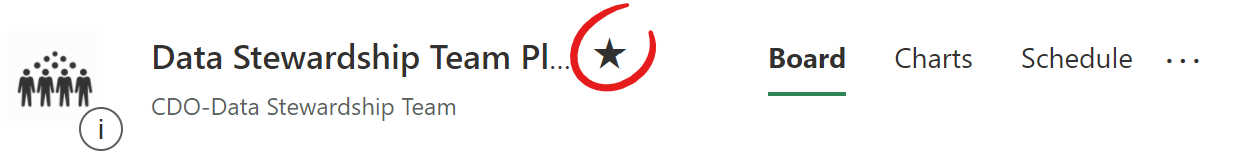 Data Stewardship Team Pl... ★ Board Charts Schedule ...
CDO-Data Stewardship Team
i